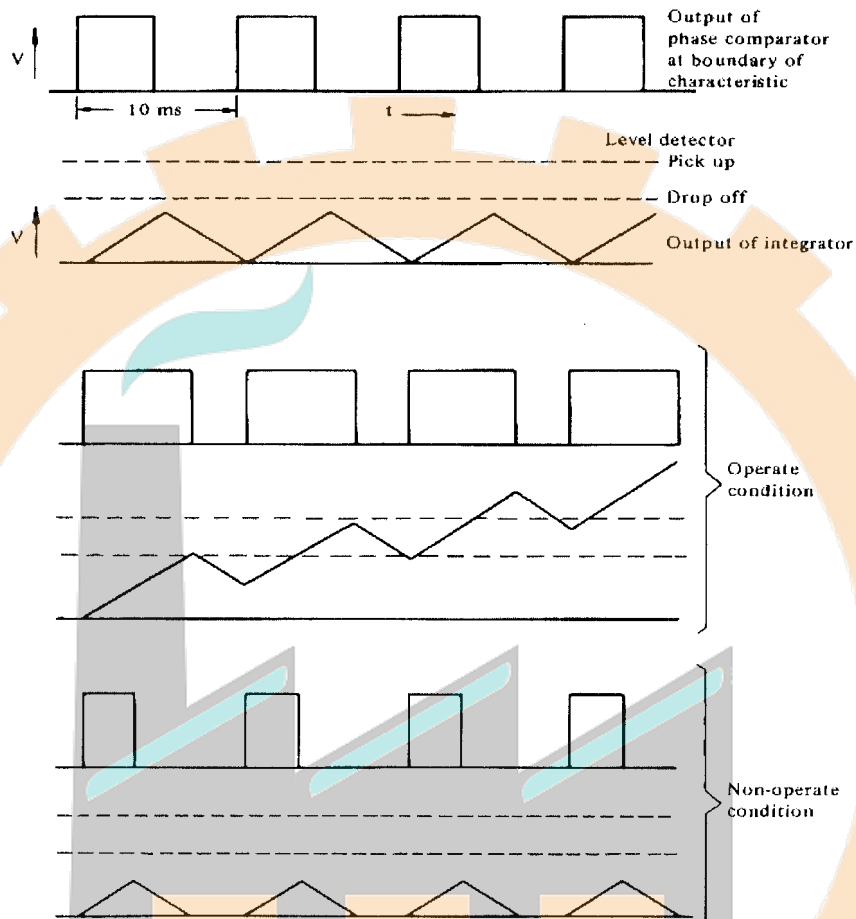 Output of
phase comparator
at boundary of
characteristic
V
10 ms
t
Level detector
Pick up
Drop off
V
Output of integrator
Operate
condition
Non-operate
condition